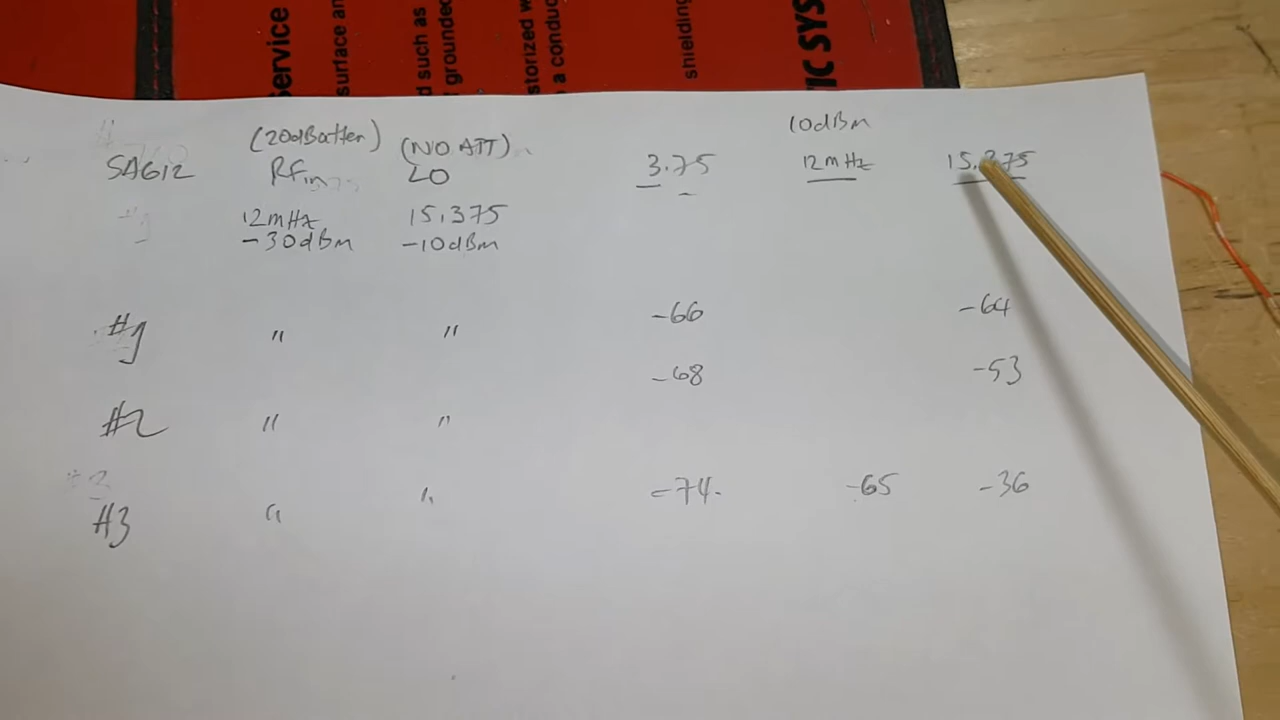 ervice
surface an
d such as
grounded
storized w
a conduc
shielding
IC SYS
(20dBatten) (NO ATT) 10dBm
SA612 RFin LO 3.75 12mHz 15.375
12mHz 15.375
-30dBm -10dBm
#1 " " -66 -64
-68 -53
#2 " "
#3 " " -74. -65 -36